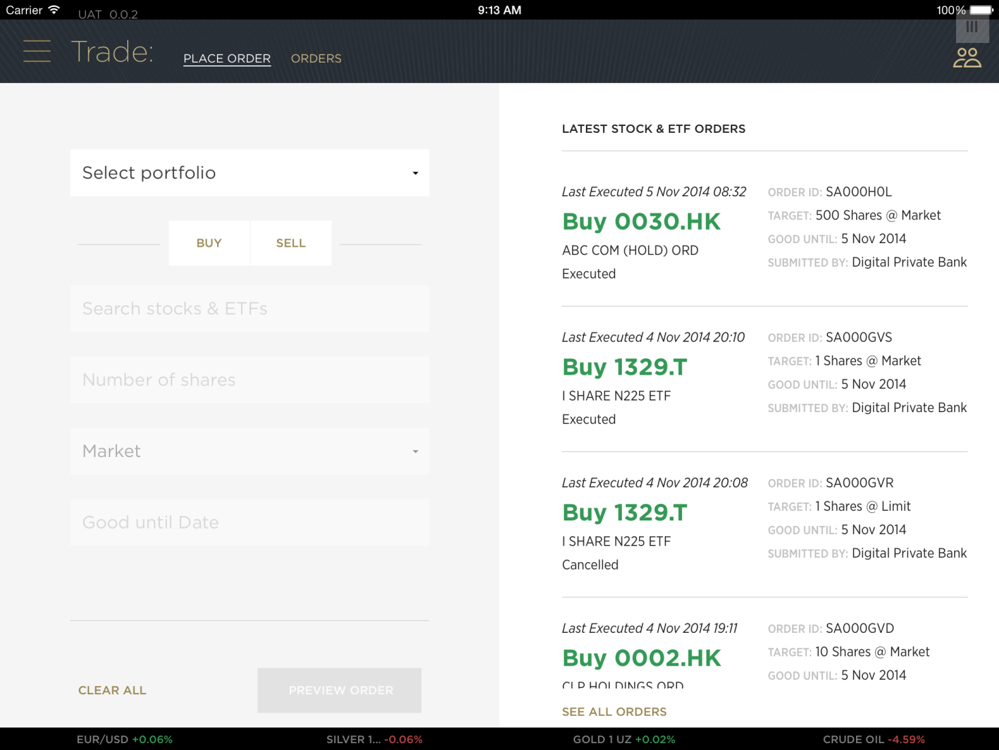 Carrier
9:13 AM
100%
UAT 0.0.2
Trade:
PLACE ORDER
ORDERS
Select portfolio
BUY
SELL
Search stocks & ETFs
Number of shares
Market
Good until Date
CLEAR ALL
PREVIEW ORDER
LATEST STOCK & ETF ORDERS
Last Executed 5 Nov 2014 08:32
Buy 0030.HK
ABC COM (HOLD) ORD
Executed
ORDER ID: SA000H0L
TARGET: 500 Shares @ Market
GOOD UNTIL: 5 Nov 2014
SUBMITTED BY: Digital Private Bank
Last Executed 4 Nov 2014 20:10
Buy 1329.T
I SHARE N225 ETF
Executed
ORDER ID: SA000GVS
TARGET: 1 Shares @ Market
GOOD UNTIL: 5 Nov 2014
SUBMITTED BY: Digital Private Bank
Last Executed 4 Nov 2014 20:08
Buy 1329.T
I SHARE N225 ETF
Cancelled
ORDER ID: SA000GVR
TARGET: 1 Shares @ Limit
GOOD UNTIL: 5 Nov 2014
SUBMITTED BY: Digital Private Bank
Last Executed 4 Nov 2014 19:11
Buy 0002.HK
CLP HOLDINGS ORD
ORDER ID: SA000GVD
TARGET: 10 Shares @ Market
GOOD UNTIL: 5 Nov 2014
SEE ALL ORDERS
EUR/USD +0.06%
SILVER 1... -0.06%
GOLD 1 UZ +0.02%
CRUDE OIL -4.59%